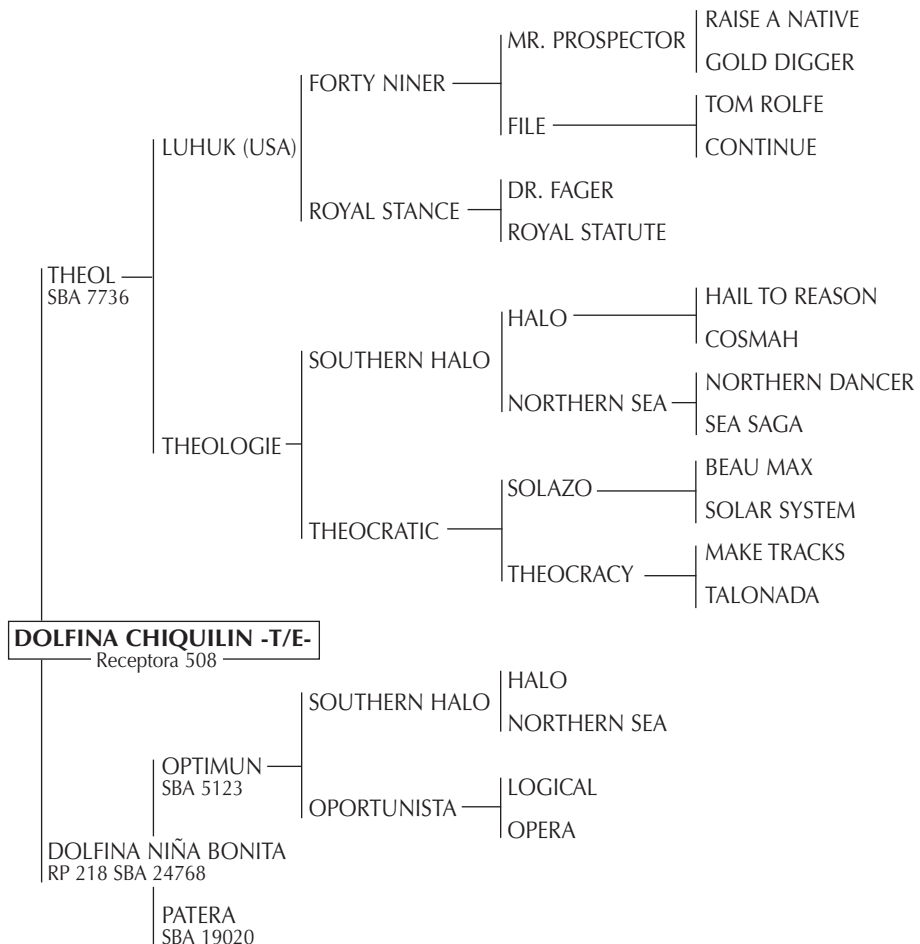 RAISE A NATIVE
MR. PROSPECTOR
GOLD DIGGER
FORTY NINER
TOM ROLFE
FILE
CONTINUE
LUHUK (USA)
DR. FAGER
ROYAL STANCE
ROYAL STATUTE
THEOL
SBA 7736
HAIL TO REASON
HALO
COSMAH
SOUTHERN HALO
NORTHERN DANCER
NORTHERN SEA
SEA SAGA
THEOLOGIE
BEAU MAX
SOLAZO
SOLAR SYSTEM
THEOCRATIC
MAKE TRACKS
THEOCRACY
TALONADA
DOLFINA CHIQUILIN -T/E-
Receptora 508
HALO
SOUTHERN HALO
NORTHERN SEA
OPTIMUN
SBA 5123
LOGICAL
OPORTUNISTA
OPERA
DOLFINA NIÑA BONITA
RP 218 SBA 24768
PATERA
SBA 19020